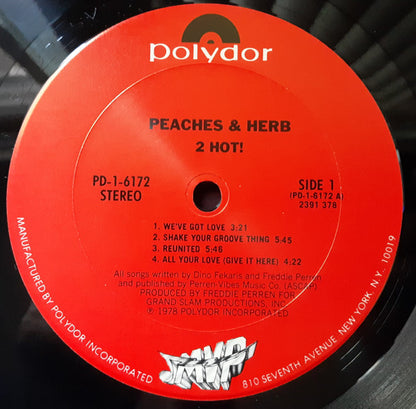 polydor
PEACHES & HERB
2 HOT!
PD-1-6172
STEREO
SIDE 1
(PD-1-6172 A)
2391 378
1. WE'VE GOT LOVE 3:21
2. SHAKE YOUR GROOVE THING 5:45
3. REUNITED 5:46
4. ALL YOUR LOVE (GIVE IT HERE) 4:22
All songs written by Dino Fekaris and Freddie Perren
and published by Perren-Vibes Music Co. (ASCAP)
PRODUCED BY FREDDIE PERREN FOR
GRAND SLAM PRODUCTIONS, INC.
℗ 1978 POLYDOR INCORPORATED
MANUFACTURED BY POLYDOR INCORPORATED
MVP
810 SEVENTH AVENUE, NEW YORK, N.Y. 10019